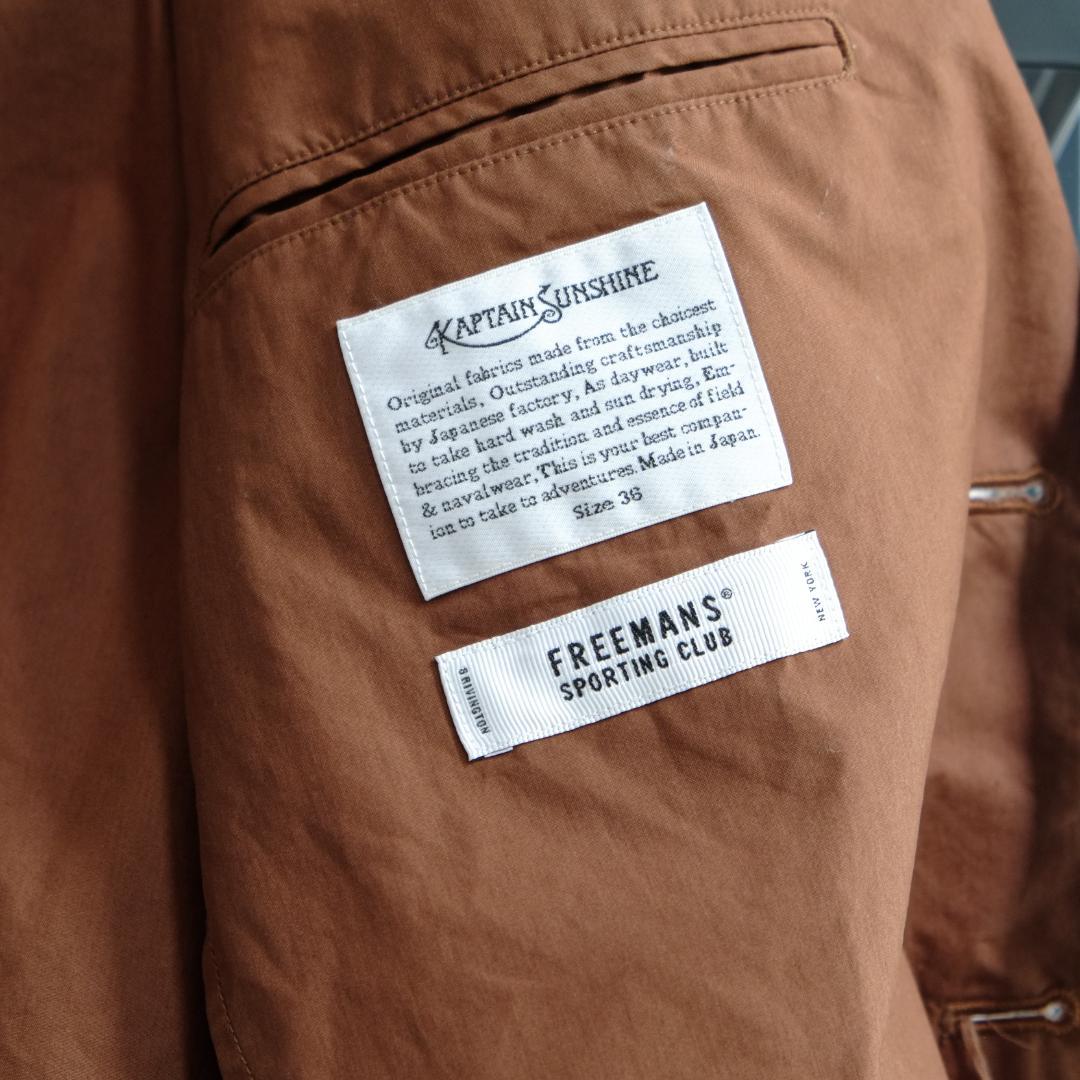 KAPTAIN SUNSHINE
Original fabrics made from the choicest
materials. Outstanding craftsmanship
by Japanese factory. As daywear, built
to take hard wash and sun drying. Em-
bracing the tradition and essence of field
& navalwear. This is your best compan-
ion to take to adventures. Made in Japan.
Size 36
8 RIVINGTON
FREEMANS®
SPORTING CLUB
NEW YORK